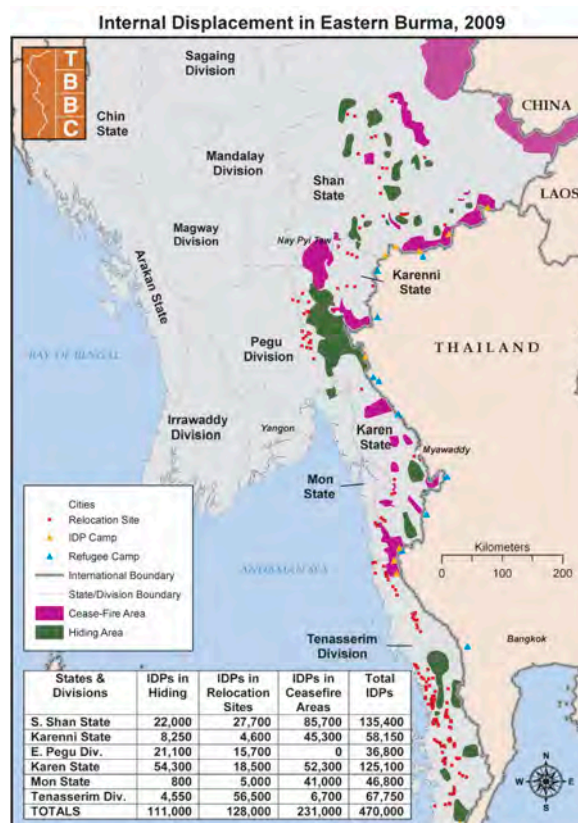 Internal Displacement in Eastern Burma, 2009
T
B
B
C
Sagaing
Division
CHINA
Chin
State
Mandalay
Division
Shan
State
LAOS
Magway
Division
Nay Pyi Taw
Arakan State
Karenni
State
Pegu
Division
THAILAND
BAY OF BENGAL
Irrawaddy
Division
Yangon
Karen
State
Myawaddy
Mon
State
Cities
Relocation Site
IDP Camp
Refugee Camp
International Boundary
State/Division Boundary
Cease-Fire Area
Hiding Area
Kilometers
0 100 200
ANDAMAN SEA
Tenasserim
Division
Bangkok
States & Divisions IDPs in Hiding IDPs in Relocation Sites IDPs in Ceasefire Areas Total IDPs
S. Shan State 22,000 27,700 85,700 135,400
Karenni State 8,250 4,600 45,300 58,150
E. Pegu Div. 21,100 15,700 0 36,800
Karen State 54,300 18,500 52,300 125,100
Mon State 800 5,000 41,000 46,800
Tenasserim Div. 4,550 56,500 6,700 67,750
TOTALS 111,000 128,000 231,000 470,000
N
W E
S